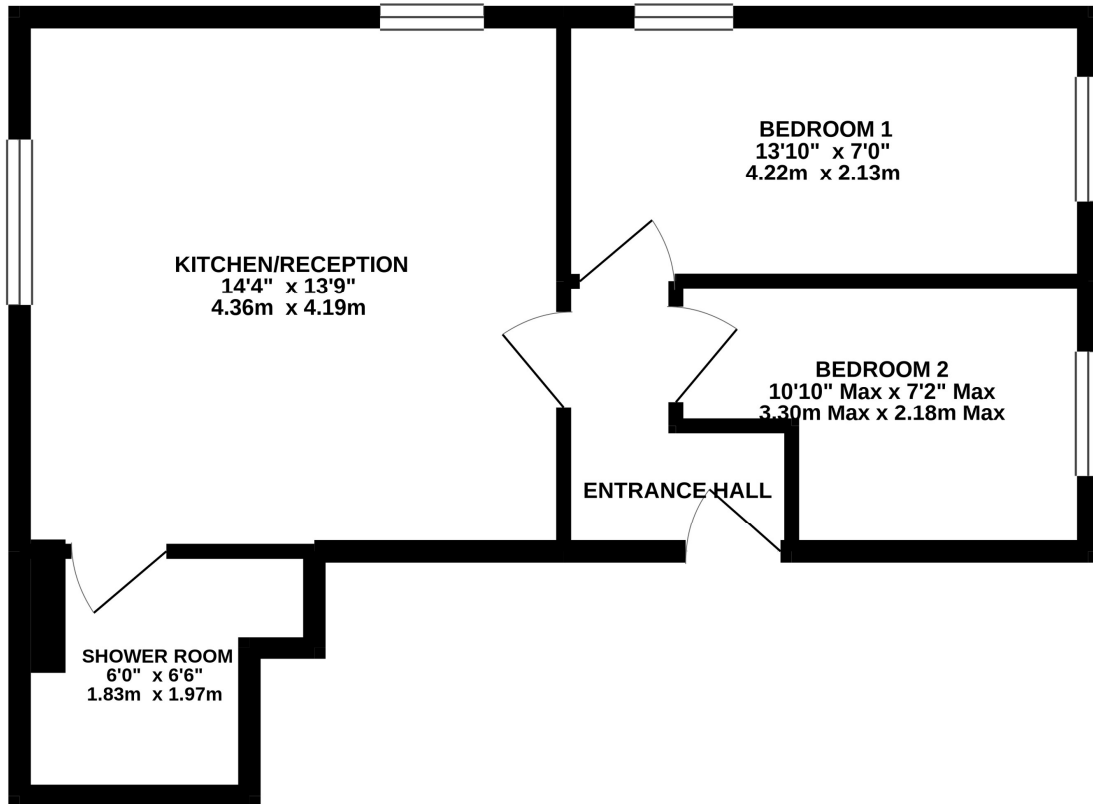 BEDROOM 1
13'10" x 7'0"
4.22m x 2.13m
KITCHEN/RECEPTION
14'4" x 13'9"
4.36m x 4.19m
BEDROOM 2
10'10" Max x 7'2" Max
3.30m Max x 2.18m Max
ENTRANCE HALL
SHOWER ROOM
6'0" x 6'6"
1.83m x 1.97m